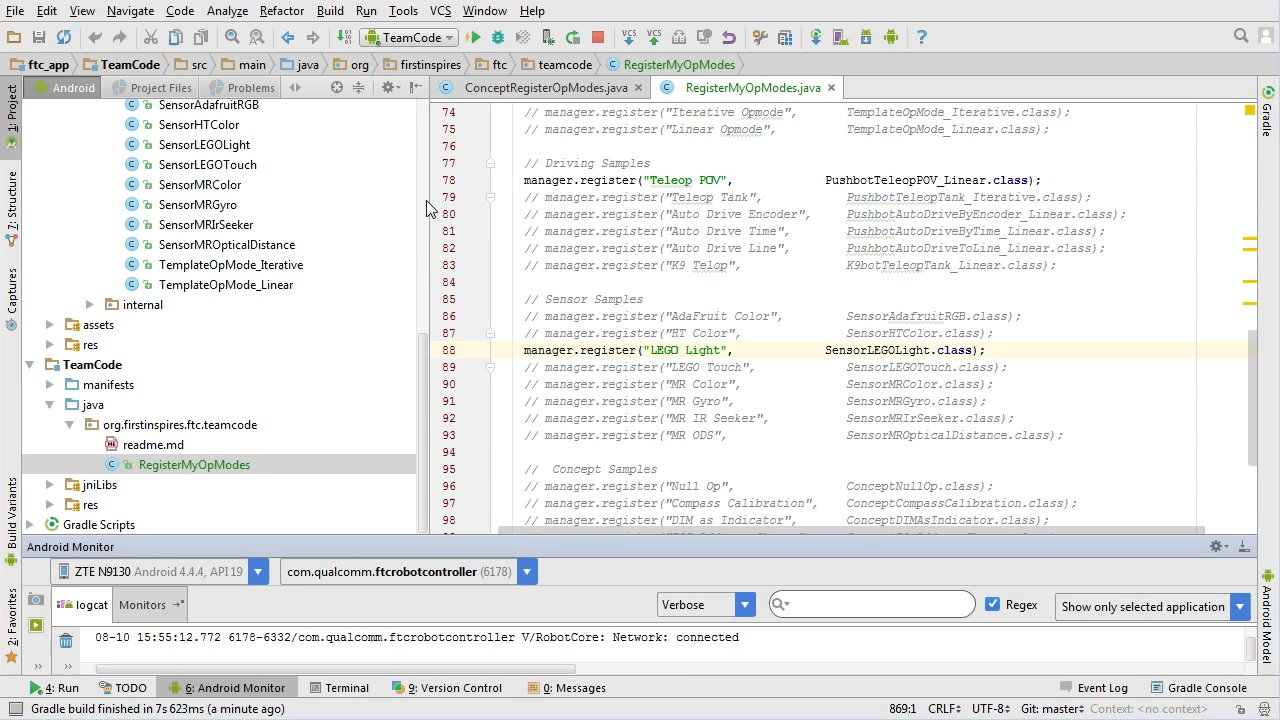 File Edit View Navigate Code Analyze Refactor Build Run Tools VCS Window Help
TeamCode
ftc_app TeamCode src main java org firstinspires ftc teamcode RegisterMyOpModes
Android Project Files Problems
ConceptRegisterOpModes.java RegisterMyOpModes.java
1: Project
7: Structure
Captures
Build Variants
2: Favorites
SensorAdafruitRGB
SensorHTColor
SensorLEGOLight
SensorLEGOTouch
SensorMRColor
SensorMRGyro
SensorMRIrSeeker
SensorMROpticalDistance
TemplateOpMode_Iterative
TemplateOpMode_Linear
internal
assets
res
TeamCode
manifests
java
org.firstinspires.ftc.teamcode
readme.md
RegisterMyOpModes
jniLibs
res
Gradle Scripts
74 // manager.register("Iterative Opmode", TemplateOpMode_Iterative.class);
75 // manager.register("Linear Opmode", TemplateOpMode_Linear.class);
76
77 // Driving Samples
78 manager.register("Teleop POV", PushbotTeleopPOV_Linear.class);
79 // manager.register("Teleop Tank", PushbotTeleopTank_Iterative.class);
80 // manager.register("Auto Drive Encoder", PushbotAutoDriveByEncoder_Linear.class);
81 // manager.register("Auto Drive Time", PushbotAutoDriveByTime_Linear.class);
82 // manager.register("Auto Drive Line", PushbotAutoDriveToLine_Linear.class);
83 // manager.register("K9 Telop", K9botTeleopTank_Linear.class);
84
85 // Sensor Samples
86 // manager.register("AdaFruit Color", SensorAdafruitRGB.class);
87 // manager.register("HT Color", SensorHTColor.class);
88 manager.register("LEGO Light", SensorLEGOLight.class);
89 // manager.register("LEGO Touch", SensorLEGOTouch.class);
90 // manager.register("MR Color", SensorMRColor.class);
91 // manager.register("MR Gyro", SensorMRGyro.class);
92 // manager.register("MR IR Seeker", SensorMRIrSeeker.class);
93 // manager.register("MR ODS", SensorMROpticalDistance.class);
94
95 // Concept Samples
96 // manager.register("Null Op", ConceptNullOp.class);
97 // manager.register("Compass Calibration", ConceptCompassCalibration.class);
98 // manager.register("DIM as Indicator", ConceptDIMAsIndicator.class);
Gradle
Android Model
Android Monitor
ZTE N9130 Android 4.4.4, API 19 com.qualcomm.ftcrobotcontroller (6178)
logcat Monitors Verbose Regex Show only selected application
08-10 15:55:12.772 6178-6332/com.qualcomm.ftcrobotcontroller V/RobotCore: Network: connected
4: Run TODO 6: Android Monitor Terminal 9: Version Control 0: Messages Event Log Gradle Console
Gradle build finished in 7s 623ms (a minute ago) 869:1 CRLF UTF-8 Git: master Context: <no context>